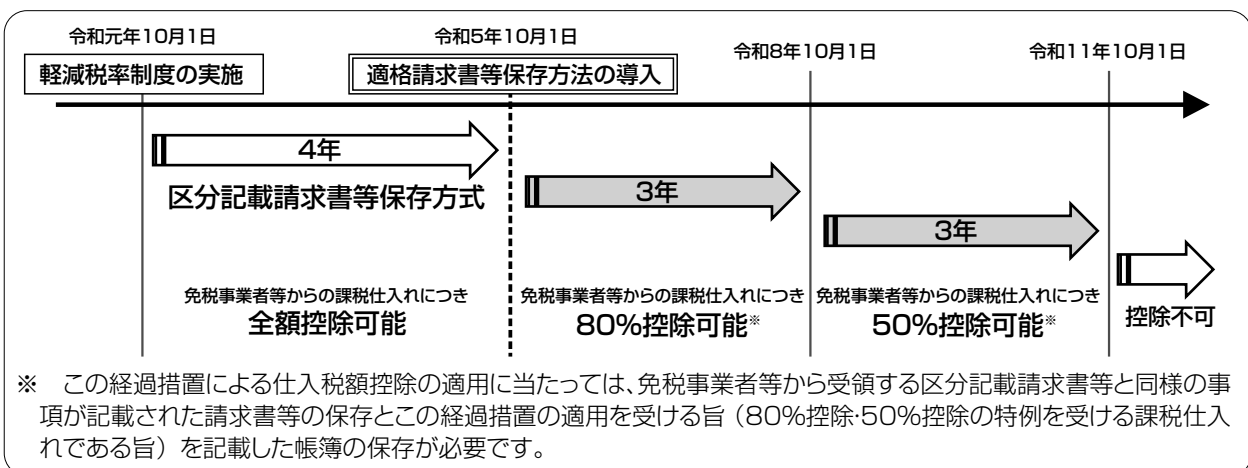 令和元年10月1日
令和5年10月1日
令和8年10月1日
令和11年10月1日
軽減税率制度の実施
適格請求書等保存方法の導入
4年
区分記載請求書等保存方式
3年
3年
免税事業者等からの課税仕入れにつき
全額控除可能
免税事業者等からの課税仕入れにつき
80%控除可能※
免税事業者等からの課税仕入れにつき
50%控除可能※
控除不可
※　この経過措置による仕入税額控除の適用に当たっては、免税事業者等から受領する区分記載請求書等と同様の事
項が記載された請求書等の保存とこの経過措置の適用を受ける旨（80%控除·50%控除の特例を受ける課税仕入
れである旨）を記載した帳簿の保存が必要です。